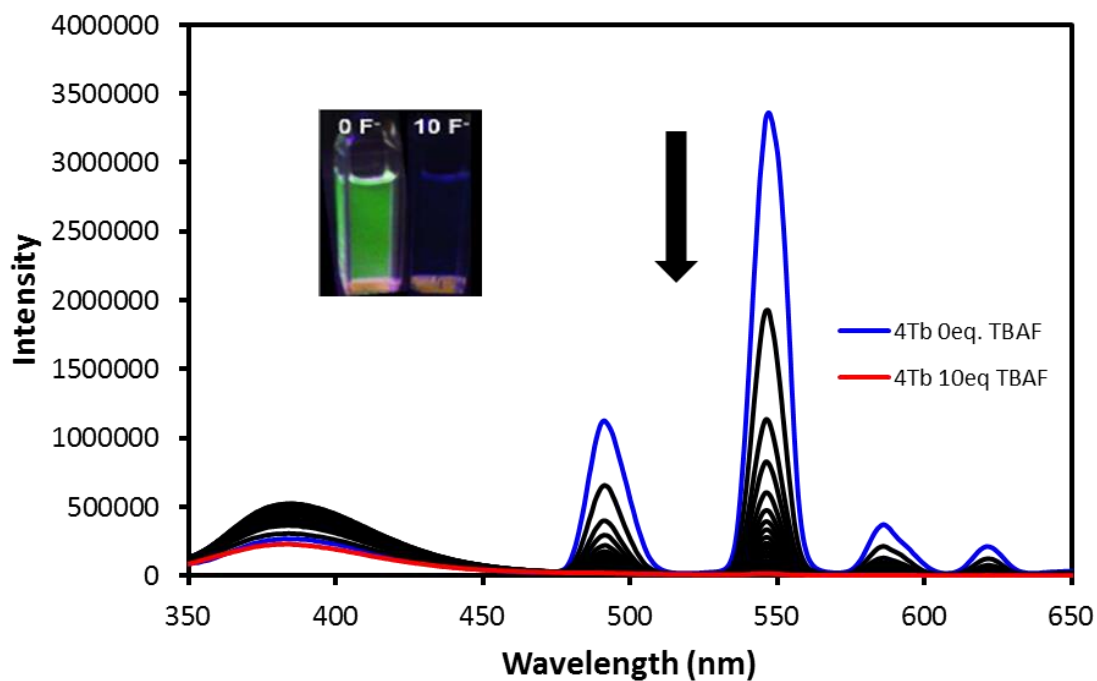 4000000
3500000
3000000
2500000
2000000
1500000
1000000
500000
0
Intensity
0 F⁻ 10 F⁻
4Tb 0eq. TBAF
4Tb 10eq TBAF
350 400 450 500 550 600 650
Wavelength (nm)